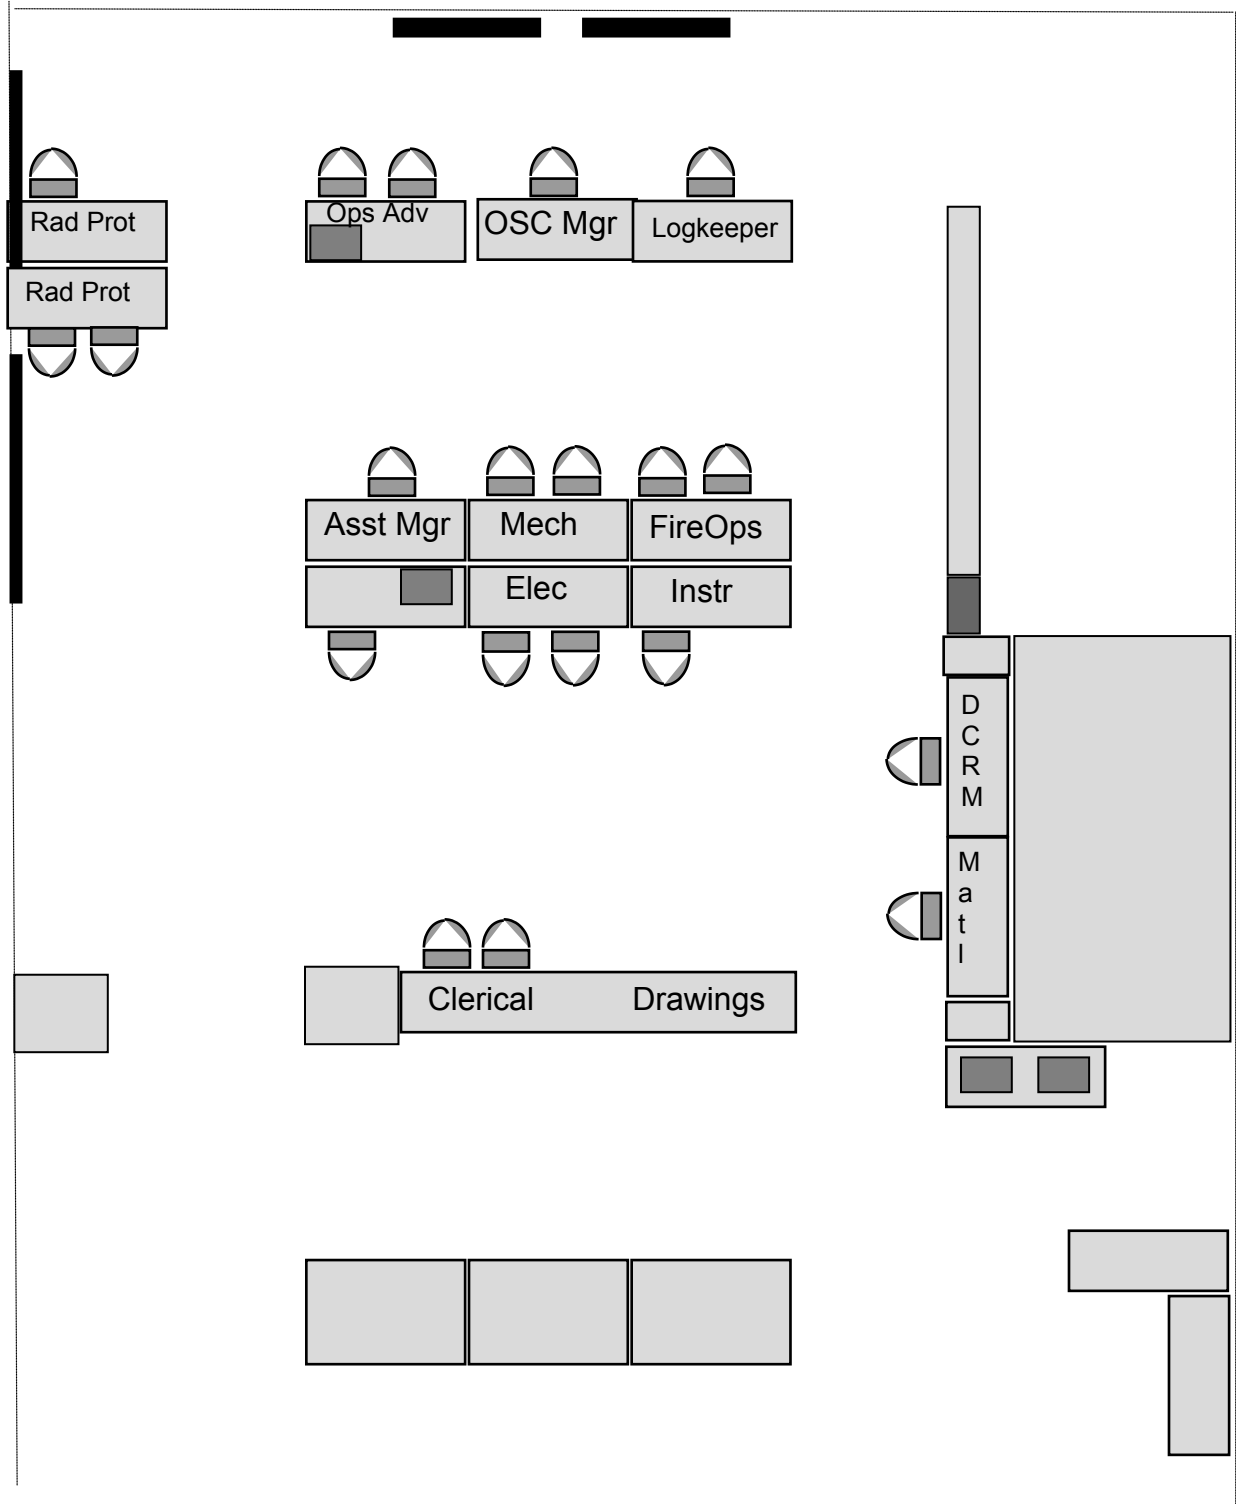 Rad Prot
Ops Adv
OSC Mgr
Logkeeper
Rad Prot
Asst Mgr
Mech
FireOps
Elec
Instr
D
C
R
M
M
a
t
l
Clerical
Drawings